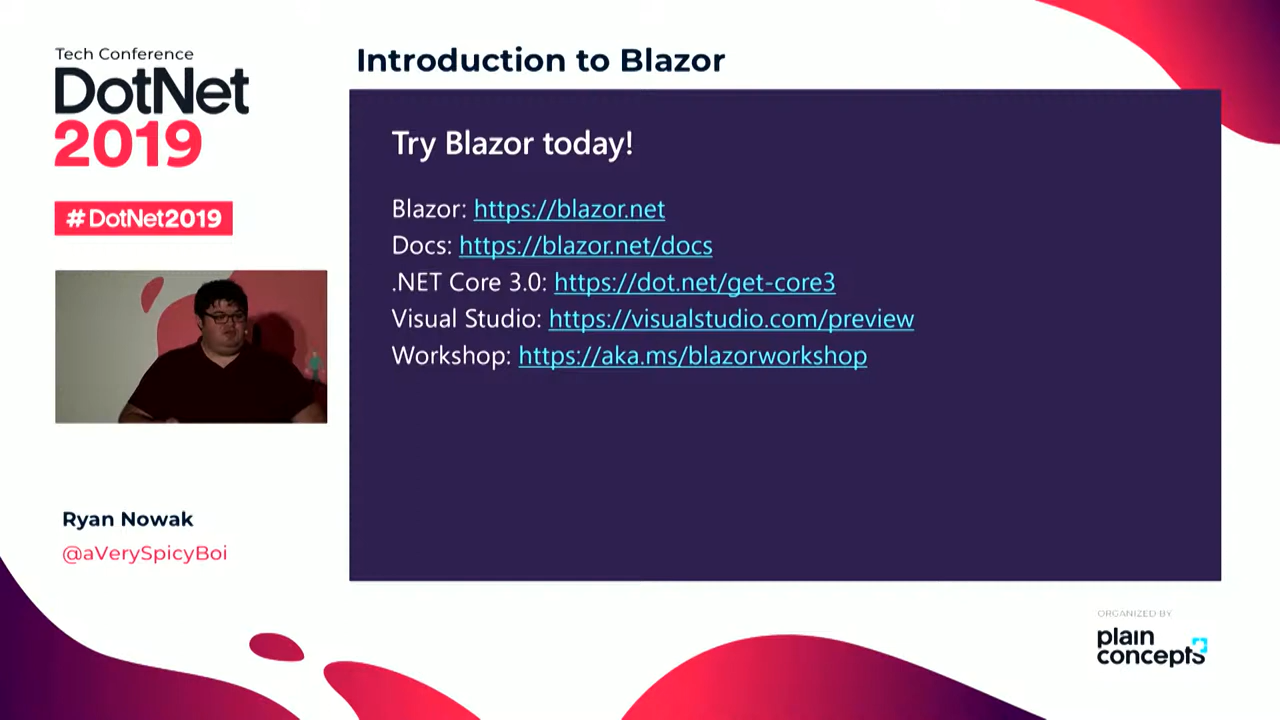 Tech Conference
DotNet
2019
#DotNet2019
Ryan Nowak
@aVerySpicyBoi
Introduction to Blazor
Try Blazor today!
Blazor: https://blazor.net
Docs: https://blazor.net/docs
.NET Core 3.0: https://dot.net/get-core3
Visual Studio: https://visualstudio.com/preview
Workshop: https://aka.ms/blazorworkshop
ORGANIZED BY
plain
concepts